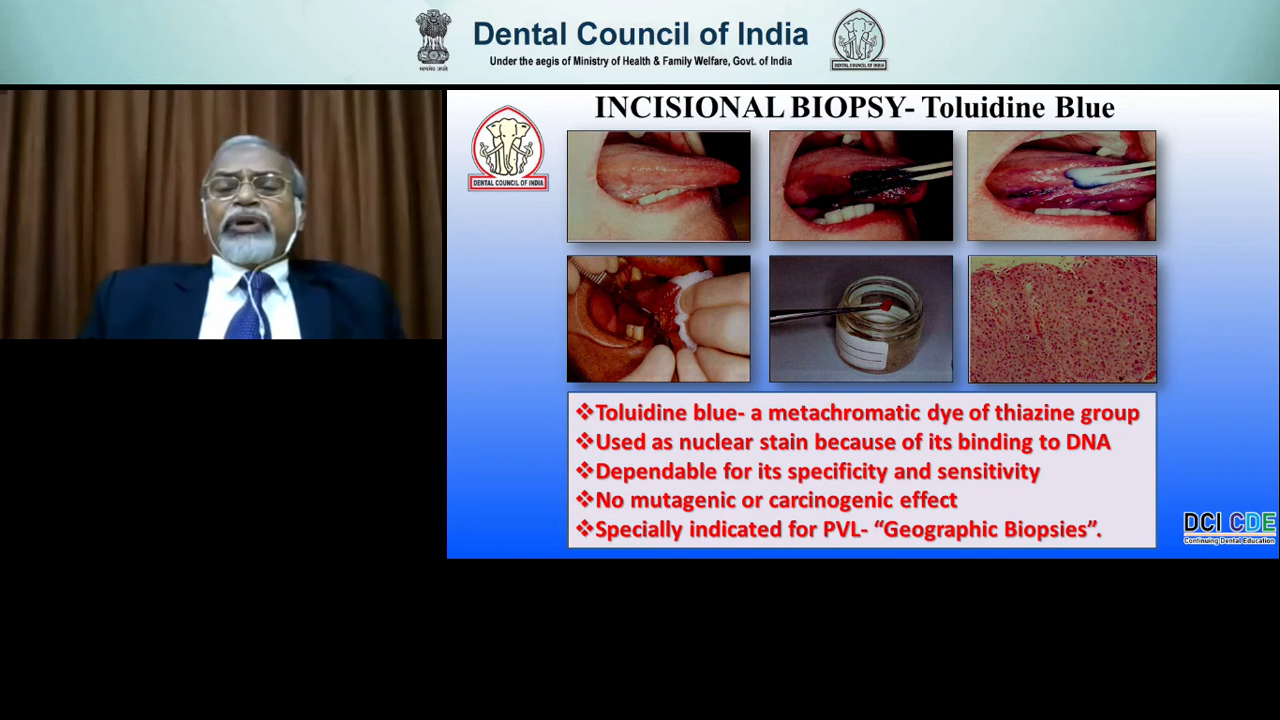 Dental Council of India
Under the aegis of Ministry of Health & Family Welfare, Govt. of India
INCISIONAL BIOPSY- Toluidine Blue
DENTAL COUNCIL OF INDIA
❖Toluidine blue- a metachromatic dye of thiazine group
❖Used as nuclear stain because of its binding to DNA
❖Dependable for its specificity and sensitivity
❖No mutagenic or carcinogenic effect
❖Specially indicated for PVL- “Geographic Biopsies”.
DCI CDE
Continuing Dental Education